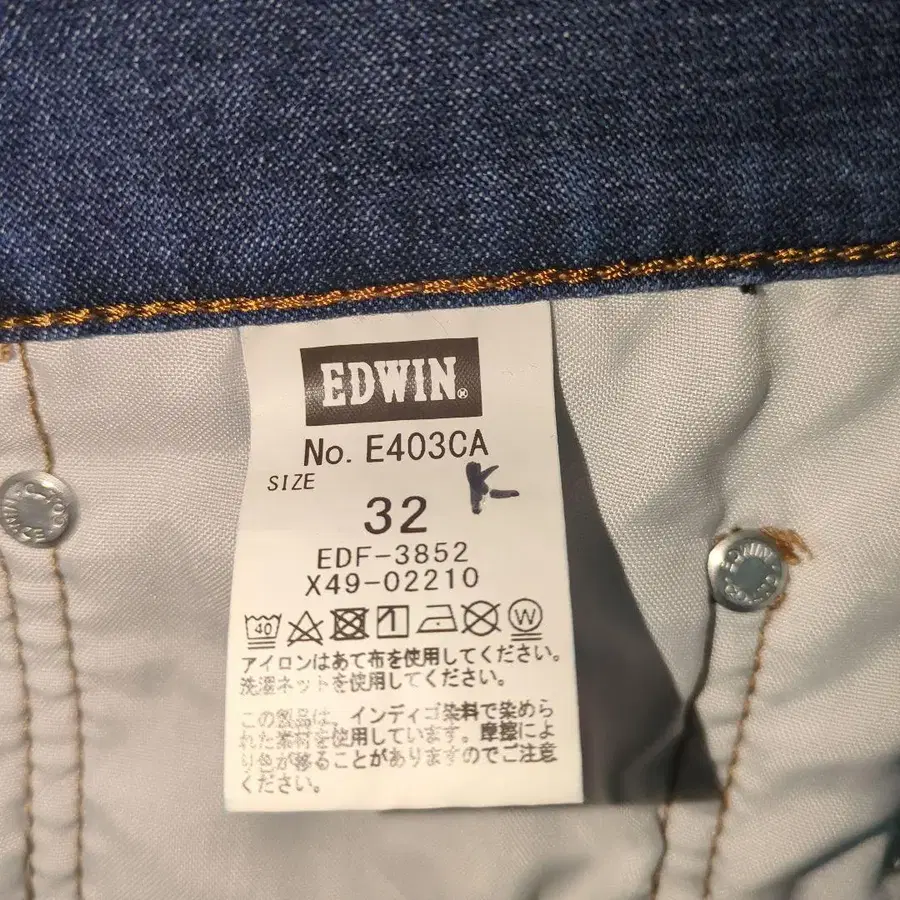 EDWIN®
No. E403CA
SIZE
K
32
EDF-3852
X49-02210
40 W
アイロンはあて布を使用してください。
洗濯ネットを使用してください。
この製品は、インディゴ染料で染めら
れた素材を使用しています。摩擦によ
り色が移ることがありますのでご注意
ください。
EDWIN